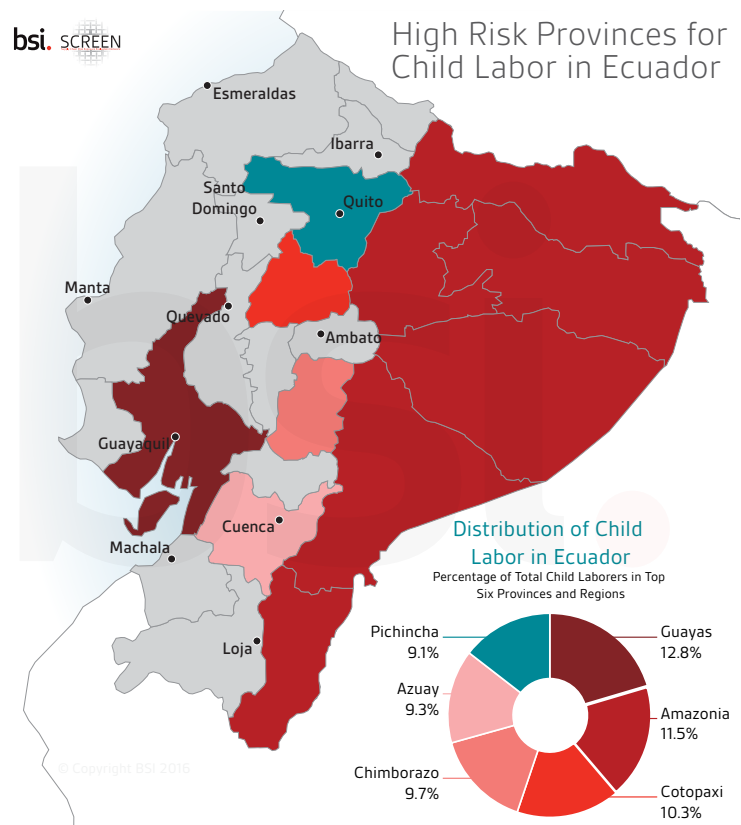 bsi. SCREEN
High Risk Provinces for
Child Labor in Ecuador
Esmeraldas
Ibarra
Santo
Domingo
Quito
Manta
Quevado
Ambato
Guayaquil
Cuenca
Machala
Loja
Distribution of Child
Labor in Ecuador
Percentage of Total Child Laborers in Top
Six Provinces and Regions
Pichincha
9.1%
Guayas
12.8%
Azuay
9.3%
Amazonia
11.5%
Chimborazo
9.7%
Cotopaxi
10.3%
© Copyright BSI 2016
bsi.